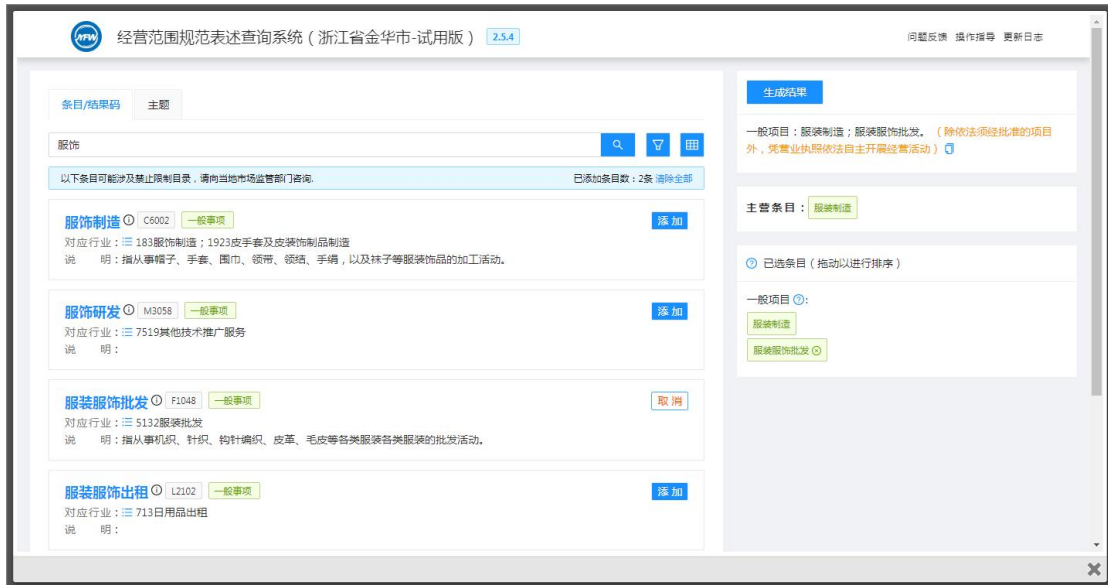 NFW 经营范围规范表述查询系统（浙江省金华市-试用版） 2.5.4 问题反馈 操作指导 更新日志
条目/结果码 主题
服饰
以下条目可能涉及禁止限制目录，请向当地市场监管部门咨询. 已添加条目数：2条 清除全部
服饰制造 C6002 一般事项 添加
对应行业：183服饰制造；1923皮手套及皮装饰制品制造
说 明：指从事帽子、手套、围巾、领带、领结、手绢，以及袜子等服装饰品的加工活动。
服饰研发 M3058 一般事项 添加
对应行业：7519其他技术推广服务
说 明：
服装服饰批发 F1048 一般事项 取消
对应行业：5132服装批发
说 明：指从事机织、针织、钩针编织、皮革、毛皮等各类服装各类服装的批发活动。
服装服饰出租 L2102 一般事项 添加
对应行业：713日用品出租
说 明：
生成结果
一般项目：服装制造；服装服饰批发。（除依法须经批准的项目
外，凭营业执照依法自主开展经营活动）
主营条目：服装制造
已选条目（拖动以进行排序）
一般项目：
服装制造
服装服饰批发